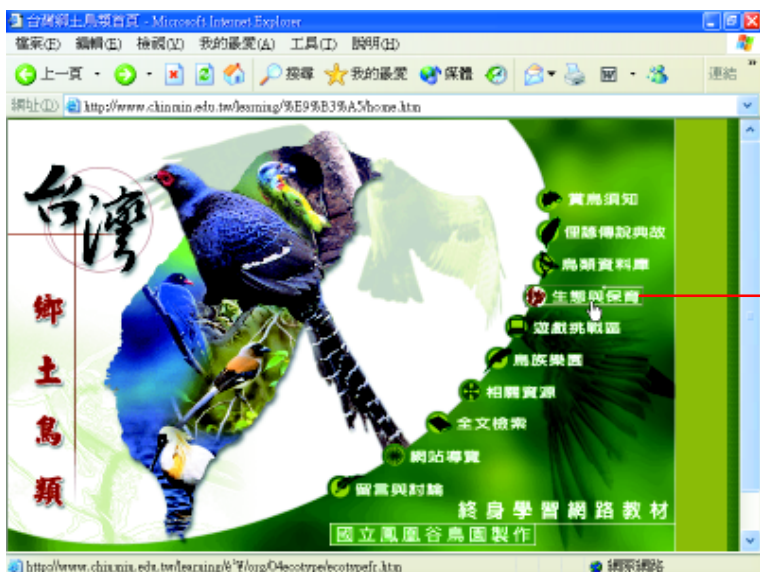 台灣鄉土鳥類首頁 - Microsoft Internet Explorer
檔案(F) 編輯(E) 檢視(V) 我的最愛(A) 工具(T) 說明(H)
上一頁 搜尋 我的最愛 媒體 連結
網址(D) http://www.chinmin.edu.tw/learning/%E9%B3%A5/home.htm
台灣
鄉土鳥類
賞鳥須知
俚諺傳說典故
鳥類資料庫
生態與保育
遊戲挑戰區
鳥族樂園
相關資源
全文檢索
網站導覽
留言與討論
終身學習網路教材
國立鳳凰谷鳥園製作
網際網路